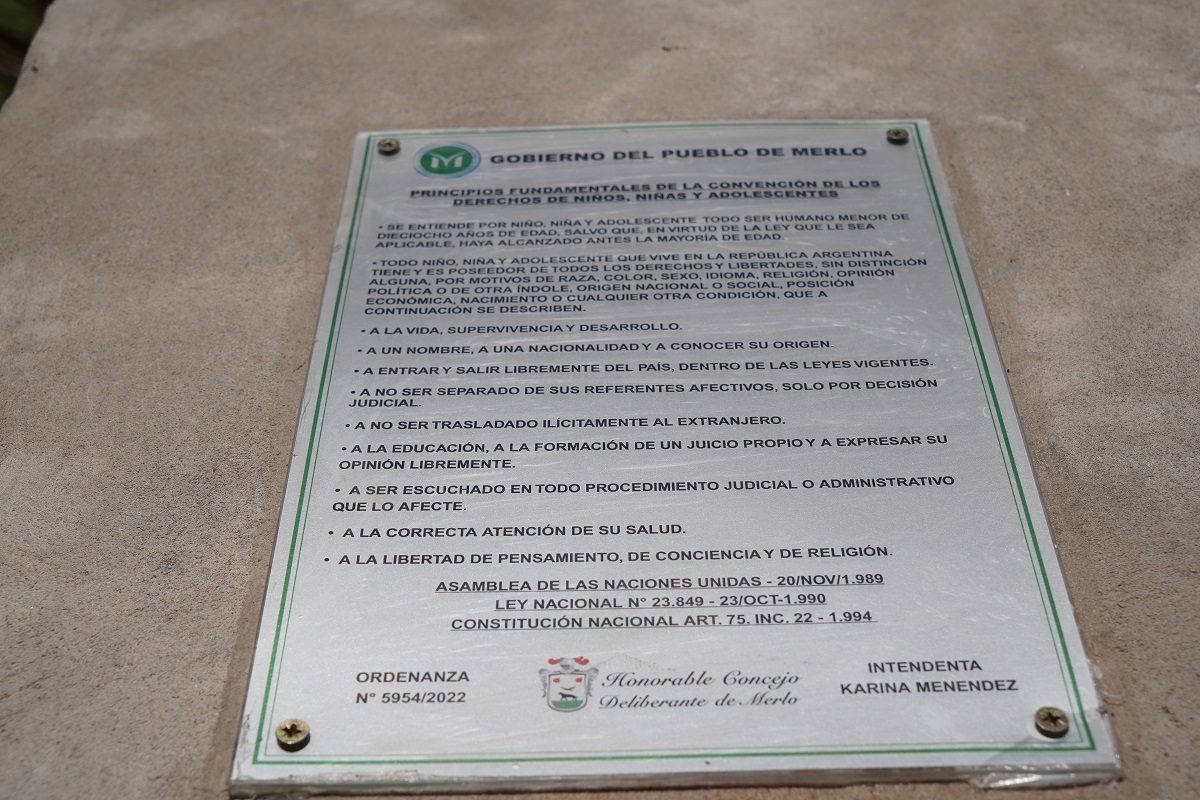 M
GOBIERNO DEL PUEBLO DE MERLO
PRINCIPIOS FUNDAMENTALES DE LA CONVENCIÓN DE LOS
DERECHOS DE NIÑOS, NIÑAS Y ADOLESCENTES
• SE ENTIENDE POR NIÑO, NIÑA Y ADOLESCENTE TODO SER HUMANO MENOR DE
DIECIOCHO AÑOS DE EDAD, SALVO QUE, EN VIRTUD DE LA LEY QUE LE SEA
APLICABLE, HAYA ALCANZADO ANTES LA MAYORÍA DE EDAD.
• TODO NIÑO, NIÑA Y ADOLESCENTE QUE VIVE EN LA REPÚBLICA ARGENTINA
TIENE Y ES POSEEDOR DE TODOS LOS DERECHOS Y LIBERTADES, SIN DISTINCIÓN
ALGUNA, POR MOTIVOS DE RAZA, COLOR, SEXO, IDIOMA, RELIGIÓN, OPINIÓN
POLÍTICA O DE OTRA ÍNDOLE, ORIGEN NACIONAL O SOCIAL, POSICIÓN
ECONÓMICA, NACIMIENTO O CUALQUIER OTRA CONDICIÓN, QUE A
CONTINUACIÓN SE DESCRIBEN.
• A LA VIDA, SUPERVIVENCIA Y DESARROLLO.
• A UN NOMBRE, A UNA NACIONALIDAD Y A CONOCER SU ORIGEN.
• A ENTRAR Y SALIR LIBREMENTE DEL PAÍS, DENTRO DE LAS LEYES VIGENTES.
• A NO SER SEPARADO DE SUS REFERENTES AFECTIVOS, SOLO POR DECISIÓN
JUDICIAL.
• A NO SER TRASLADADO ILÍCITAMENTE AL EXTRANJERO.
• A LA EDUCACIÓN, A LA FORMACIÓN DE UN JUICIO PROPIO Y A EXPRESAR SU
OPINIÓN LIBREMENTE.
• A SER ESCUCHADO EN TODO PROCEDIMIENTO JUDICIAL O ADMINISTRATIVO
QUE LO AFECTE.
• A LA CORRECTA ATENCIÓN DE SU SALUD.
• A LA LIBERTAD DE PENSAMIENTO, DE CONCIENCIA Y DE RELIGIÓN.
ASAMBLEA DE LAS NACIONES UNIDAS - 20/NOV/1.989
LEY NACIONAL N° 23.849 - 23/OCT-1.990
CONSTITUCIÓN NACIONAL ART. 75. INC. 22 - 1.994
ORDENANZA
N° 5954/2022
Honorable Concejo
Deliberante de Merlo
INTENDENTA
KARINA MENENDEZ